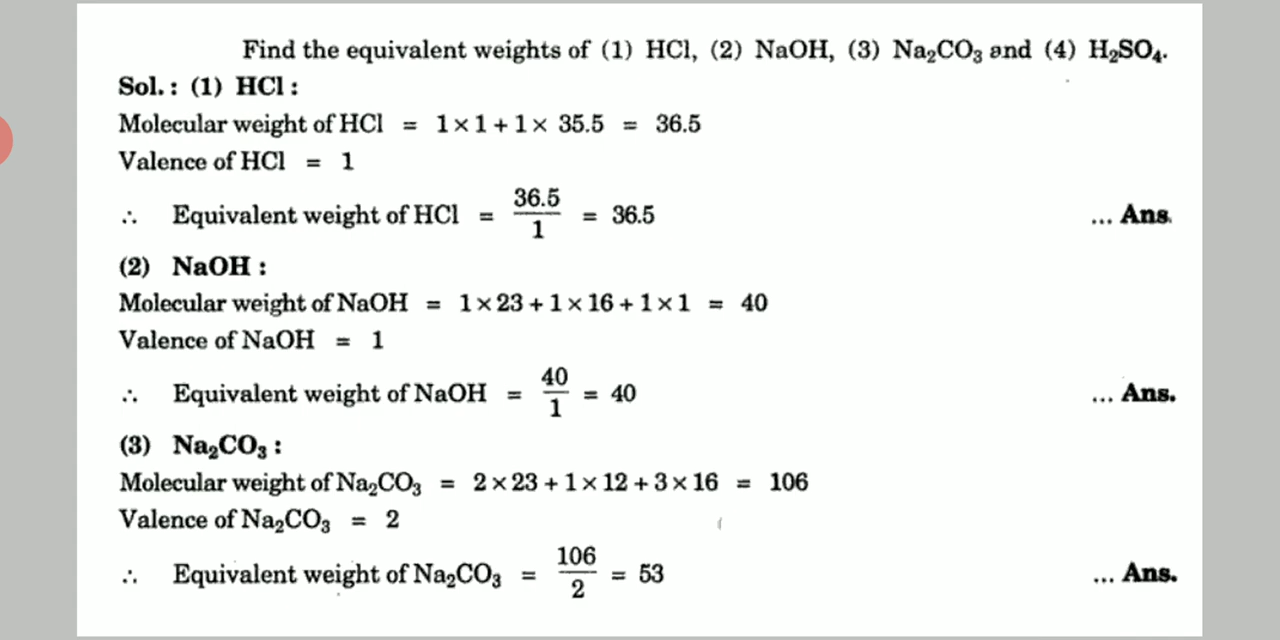 Find the equivalent weights of (1) HCl, (2) NaOH, (3) Na₂CO₃ and (4) H₂SO₄.
Sol. : (1) HCl :
Molecular weight of HCl = 1 × 1 + 1 × 35.5 = 36.5
Valence of HCl = 1
∴ Equivalent weight of HCl = 36.5/1 = 36.5 ... Ans.
(2) NaOH :
Molecular weight of NaOH = 1 × 23 + 1 × 16 + 1 × 1 = 40
Valence of NaOH = 1
∴ Equivalent weight of NaOH = 40/1 = 40 ... Ans.
(3) Na₂CO₃ :
Molecular weight of Na₂CO₃ = 2 × 23 + 1 × 12 + 3 × 16 = 106
Valence of Na₂CO₃ = 2
∴ Equivalent weight of Na₂CO₃ = 106/2 = 53 ... Ans.